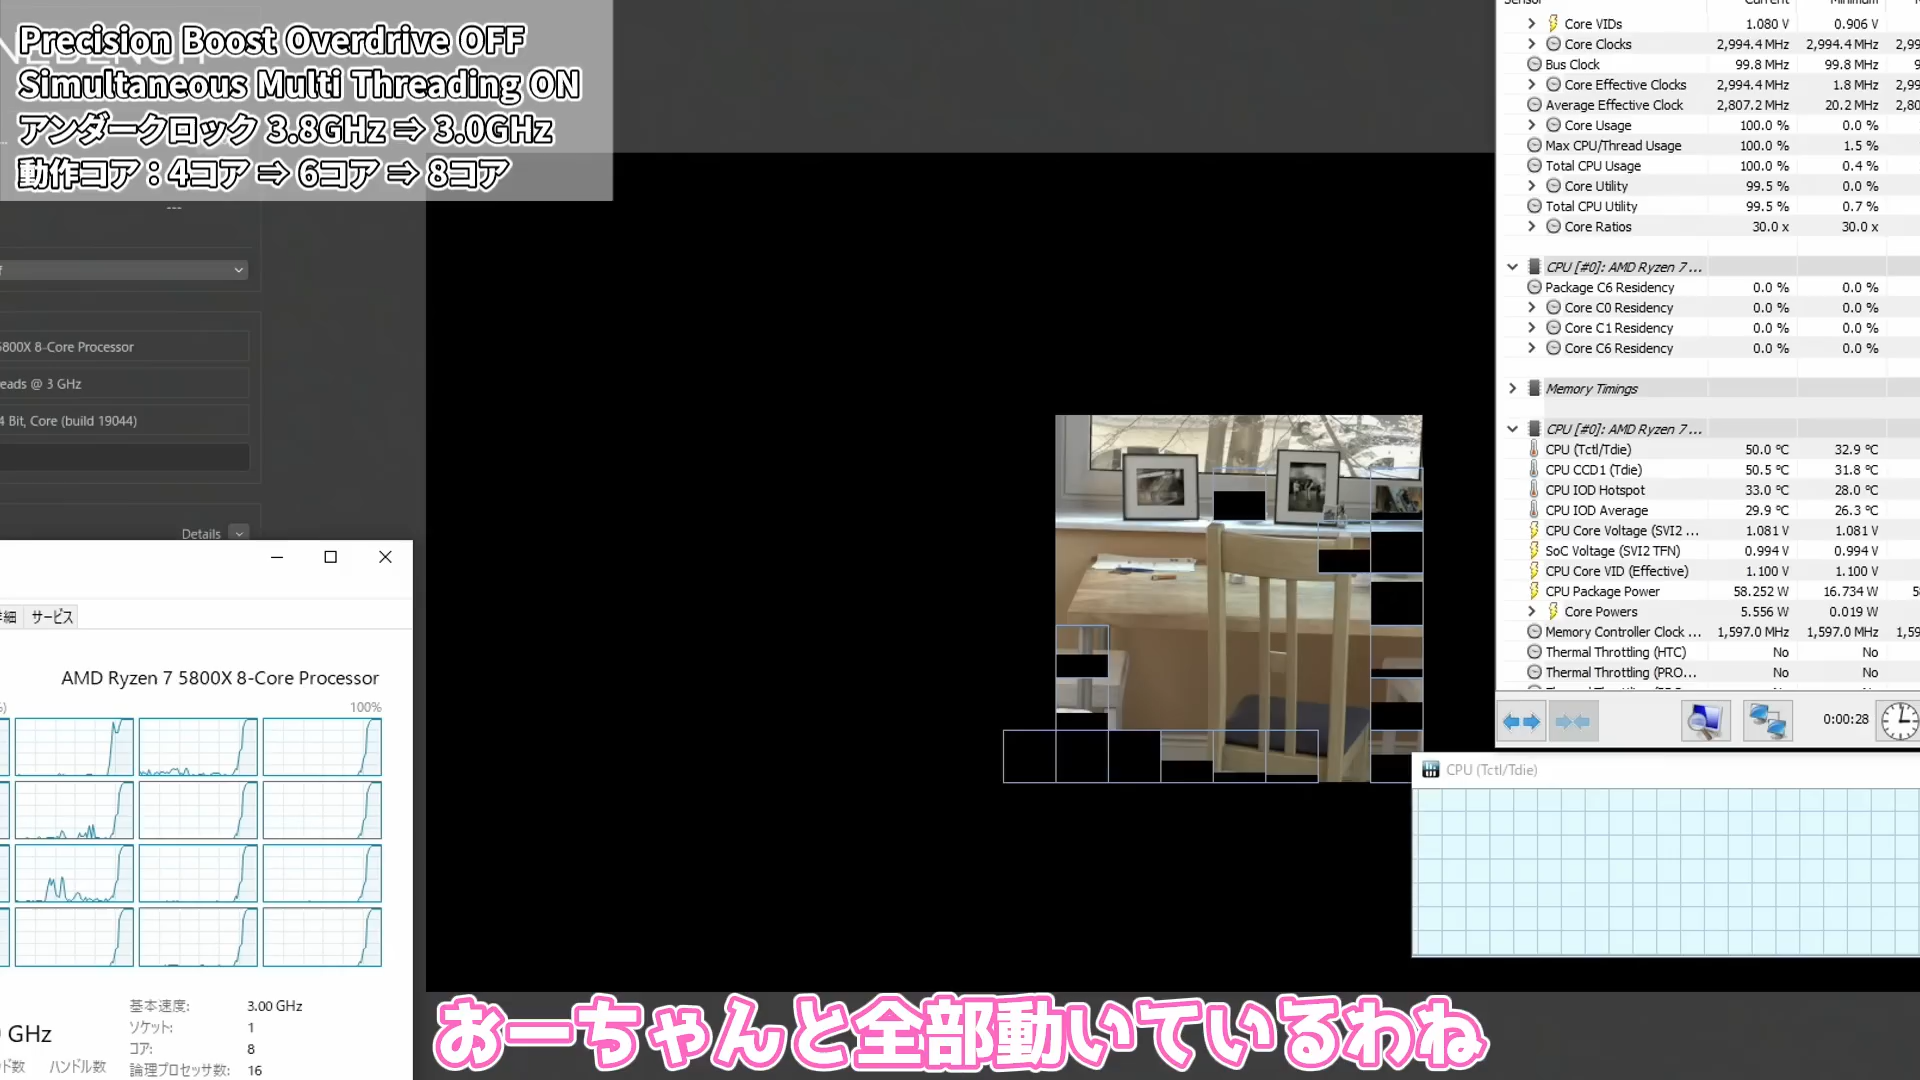 Precision Boost Overdrive OFF
Simultaneous Multi Threading ON
アンダークロック 3.8GHz ⇒ 3.0GHz
動作コア：4コア ⇒ 6コア ⇒ 8コア
---
5800X 8-Core Processor
eads @ 3 GHz
4 Bit, Core (build 19044)
Details
サービス
AMD Ryzen 7 5800X 8-Core Processor
100%
基本速度: 3.00 GHz
GHz
ソケット: 1
コア: 8
ド数 ハンドル数
論理プロセッサ数: 16
Core VIDs 1.080 V 0.906 V
Core Clocks 2,994.4 MHz 2,994.4 MHz 2,99
Bus Clock 99.8 MHz 99.8 MHz 9
Core Effective Clocks 2,994.4 MHz 1.8 MHz 2,99
Average Effective Clock 2,807.2 MHz 20.2 MHz 2,80
Core Usage 100.0 % 0.0 %
Max CPU/Thread Usage 100.0 % 1.5 %
Total CPU Usage 100.0 % 0.4 %
Core Utility 99.5 % 0.0 %
Total CPU Utility 99.5 % 0.7 %
Core Ratios 30.0 x 30.0 x
CPU [#0]: AMD Ryzen 7 ...
Package C6 Residency 0.0 % 0.0 %
Core C0 Residency 0.0 % 0.0 %
Core C1 Residency 0.0 % 0.0 %
Core C6 Residency 0.0 % 0.0 %
Memory Timings
CPU [#0]: AMD Ryzen 7 ...
CPU (Tctl/Tdie) 50.0 ℃ 32.9 ℃
CPU CCD1 (Tdie) 50.5 ℃ 31.8 ℃
CPU IOD Hotspot 33.0 ℃ 28.0 ℃
CPU IOD Average 29.9 ℃ 26.3 ℃
CPU Core Voltage (SVI2 ... 1.081 V 1.081 V
SoC Voltage (SVI2 TFN) 0.994 V 0.994 V
CPU Core VID (Effective) 1.100 V 1.100 V
CPU Package Power 58.252 W 16.734 W 5
Core Powers 5.556 W 0.019 W
Memory Controller Clock ... 1,597.0 MHz 1,597.0 MHz 1,59
Thermal Throttling (HTC) No No
Thermal Throttling (PRO... No No
0:00:28
CPU (Tctl/Tdie)
おーちゃんと全部動いているわね